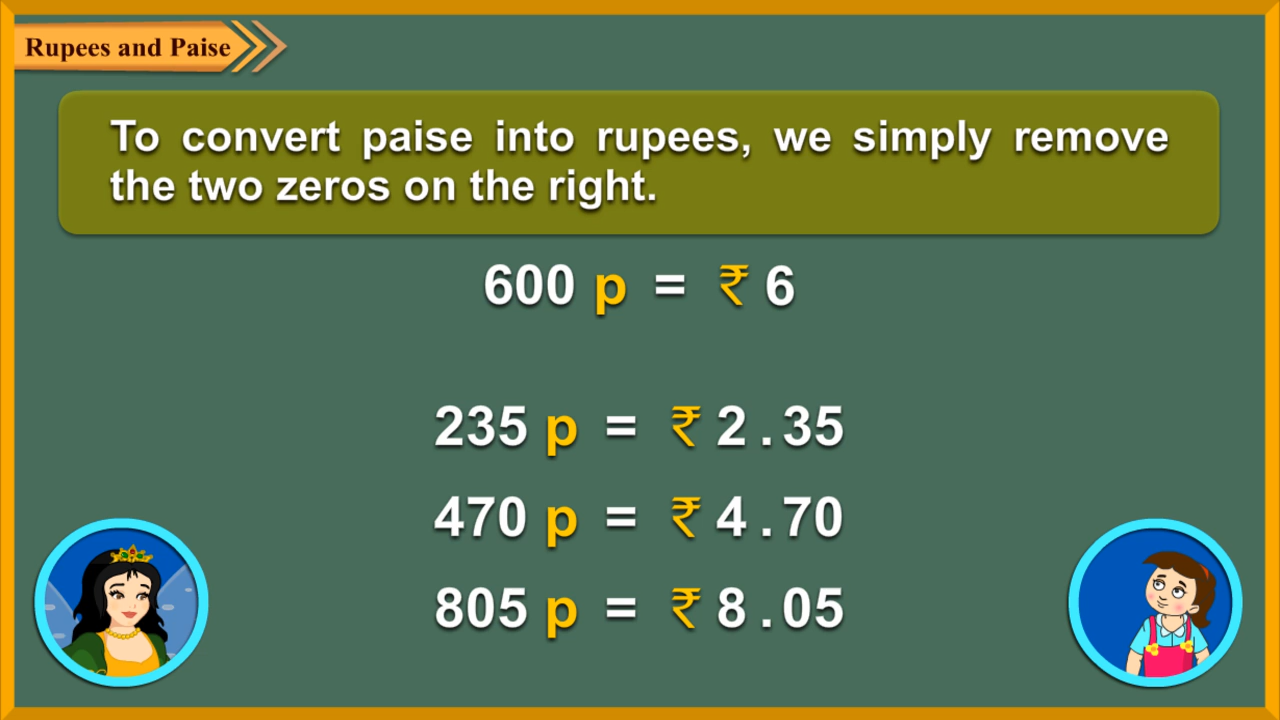 Rupees and Paise
To convert paise into rupees, we simply remove
the two zeros on the right.
600 p = ₹ 6
235 p = ₹ 2.35
470 p = ₹ 4.70
805 p = ₹ 8.05